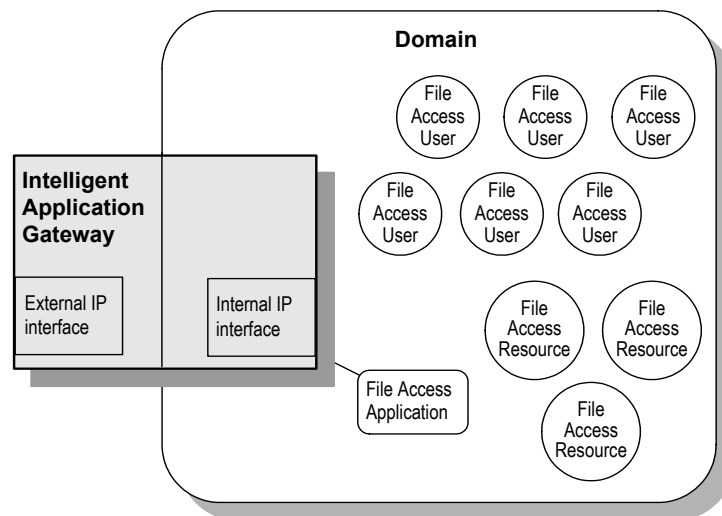 Domain
File
Access
User
File
Access
User
File
Access
User
Intelligent
Application
Gateway
File
Access
User
File
Access
User
File
Access
User
External IP
interface
Internal IP
interface
File
Access
Resource
File
Access
Resource
File Access
Application
File
Access
Resource